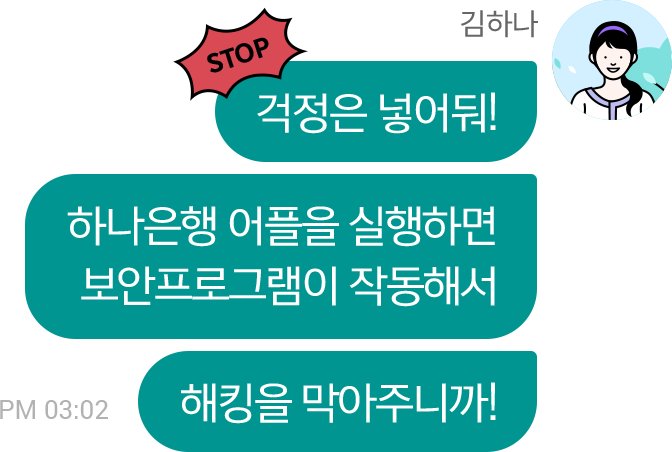 김하나
STOP
걱정은 넣어둬!
하나은행 어플을 실행하면
보안프로그램이 작동해서
PM 03:02
해킹을 막아주니까!